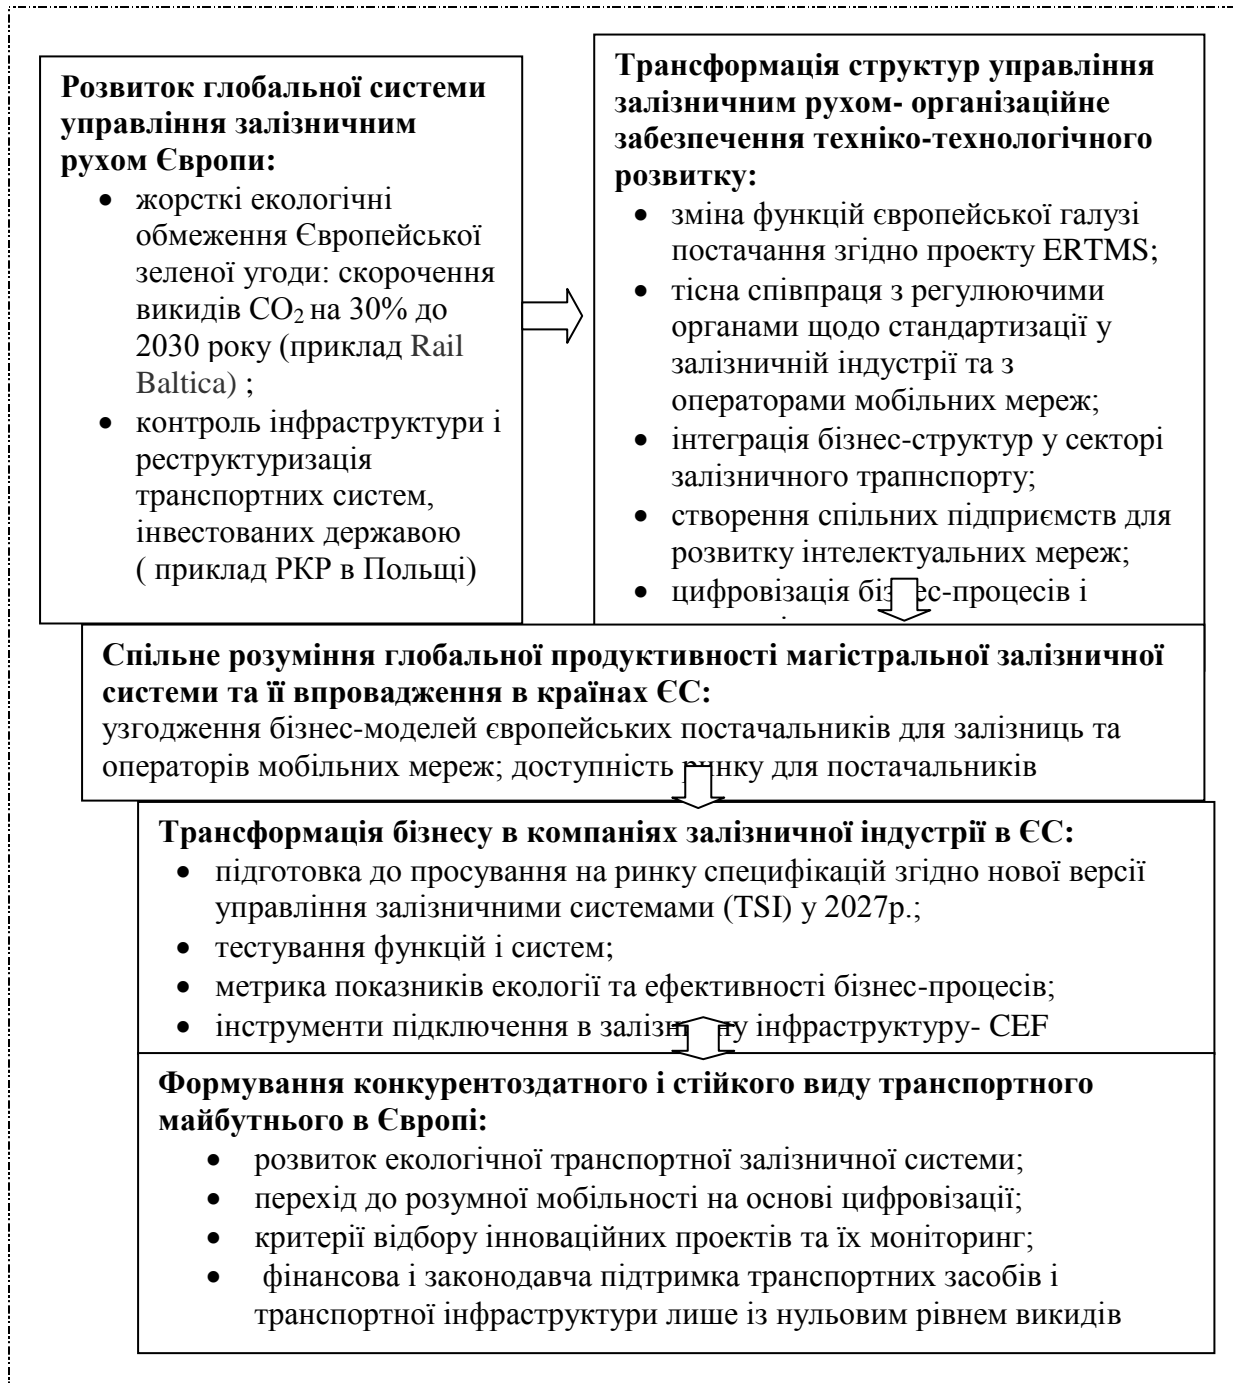 Розвиток глобальної системи
управління залізничним
рухом Європи:
• жорсткі екологічні
обмеження Європейської
зеленої угоди: скорочення
викидів CO₂ на 30% до
2030 року (приклад Rail
Baltica) ;
• контроль інфраструктури і
реструктуризація
транспортних систем,
інвестованих державою
( приклад РКР в Польщі)
Трансформація структур управління
залізничним рухом- організаційне
забезпечення техніко-технологічного
розвитку:
• зміна функцій європейської галузі
постачання згідно проекту ERTMS;
• тісна співпраця з регулюючими
органами щодо стандартизації у
залізничній індустрії та з
операторами мобільних мереж;
• інтеграція бізнес-структур у секторі
залізничного трапнспорту;
• створення спільних підприємств для
розвитку інтелектуальних мереж;
• цифровізація бізнес-процесів і
Спільне розуміння глобальної продуктивності магістральної залізничної
системи та її впровадження в країнах ЄС:
узгодження бізнес-моделей європейських постачальників для залізниць та
операторів мобільних мереж; доступність ринку для постачальників
Трансформація бізнесу в компаніях залізничної індустрії в ЄС:
• підготовка до просування на ринку специфікацій згідно нової версії
управління залізничними системами (TSI) у 2027р.;
• тестування функцій і систем;
• метрика показників екології та ефективності бізнес-процесів;
• інструменти підключення в залізничну інфраструктуру- CEF
Формування конкурентоздатного і стійкого виду транспортного
майбутнього в Європі:
• розвиток екологічної транспортної залізничної системи;
• перехід до розумної мобільності на основі цифровізації;
• критерії відбору інноваційних проектів та їх моніторинг;
• фінансова і законодавча підтримка транспортних засобів і
транспортної інфраструктури лише із нульовим рівнем викидів